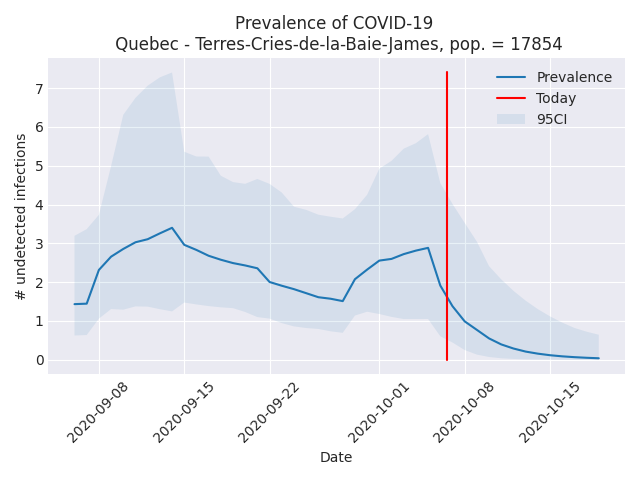 Prevalence of COVID-19
Quebec - Terres-Cries-de-la-Baie-James, pop. = 17854
Prevalence
Today
95CI
# undetected infections
7
6
5
4
3
2
1
0
2020-09-08
2020-09-15
2020-09-22
2020-10-01
2020-10-08
2020-10-15
Date